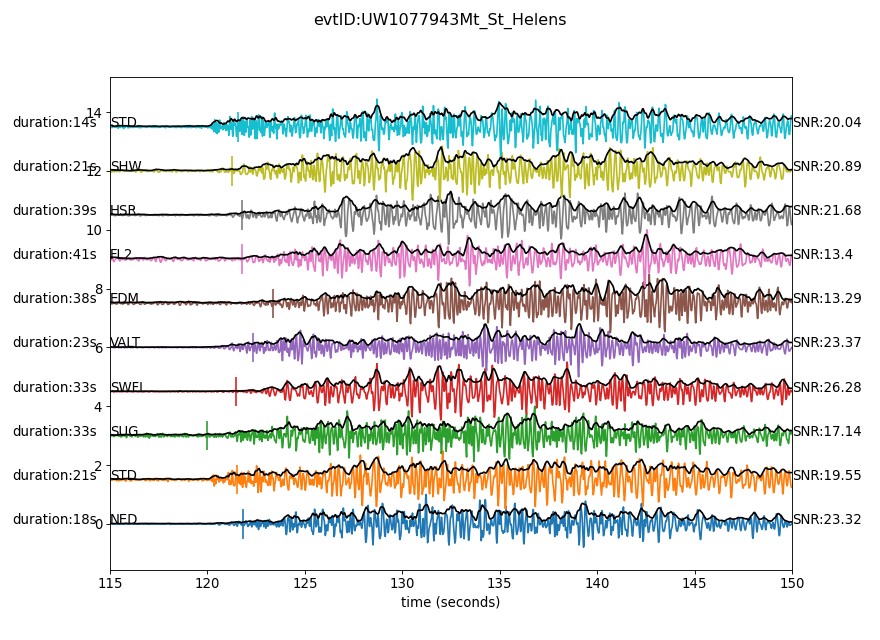 evtID:UW1077943Mt_St_Helens
14
duration:14s STD SNR:20.04
duration:21s SHW SNR:20.89
12
duration:39s HSR SNR:21.68
10
duration:41s EL2 SNR:13.4
8
duration:38s EDM SNR:13.29
duration:23s VALT SNR:23.37
6
duration:33s SWFL SNR:26.28
4
duration:33s SUG SNR:17.14
2
duration:21s STD SNR:19.55
duration:18s NED SNR:23.32
0
115 120 125 130 135 140 145 150
time (seconds)